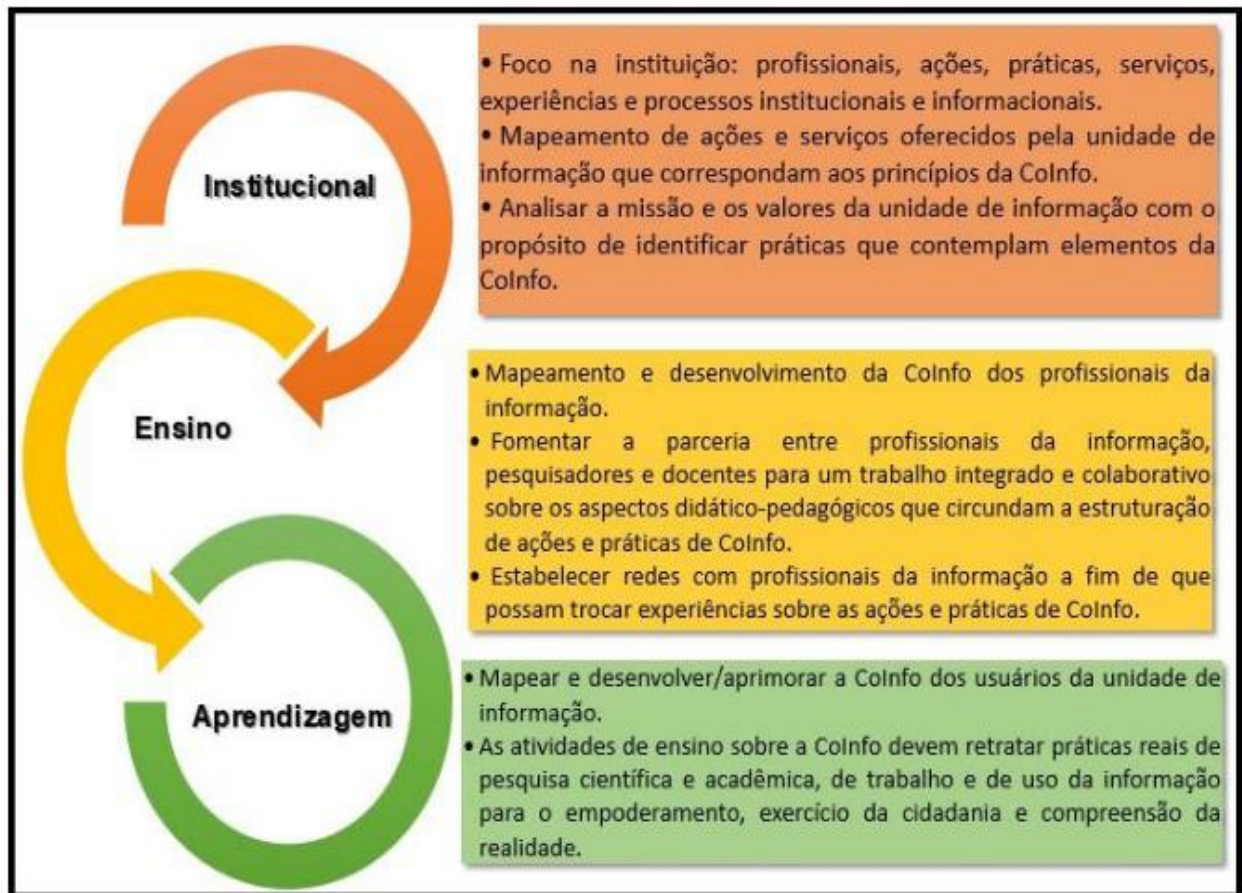 Institucional
• Foco na instituição: profissionais, ações, práticas, serviços,
experiências e processos institucionais e informacionais.
• Mapeamento de ações e serviços oferecidos pela unidade de
informação que correspondam aos princípios da CoInfo.
• Analisar a missão e os valores da unidade de informação com o
propósito de identificar práticas que contemplam elementos da
CoInfo.
Ensino
• Mapeamento e desenvolvimento da CoInfo dos profissionais da
informação.
• Fomentar a parceria entre profissionais da informação,
pesquisadores e docentes para um trabalho integrado e colaborativo
sobre os aspectos didático-pedagógicos que circundam a estruturação
de ações e práticas de CoInfo.
• Estabelecer redes com profissionais da informação a fim de que
possam trocar experiências sobre as ações e práticas de CoInfo.
Aprendizagem
• Mapear e desenvolver/aprimorar a CoInfo dos usuários da unidade de
informação.
• As atividades de ensino sobre a CoInfo devem retratar práticas reais de
pesquisa científica e acadêmica, de trabalho e de uso da informação
para o empoderamento, exercício da cidadania e compreensão da
realidade.